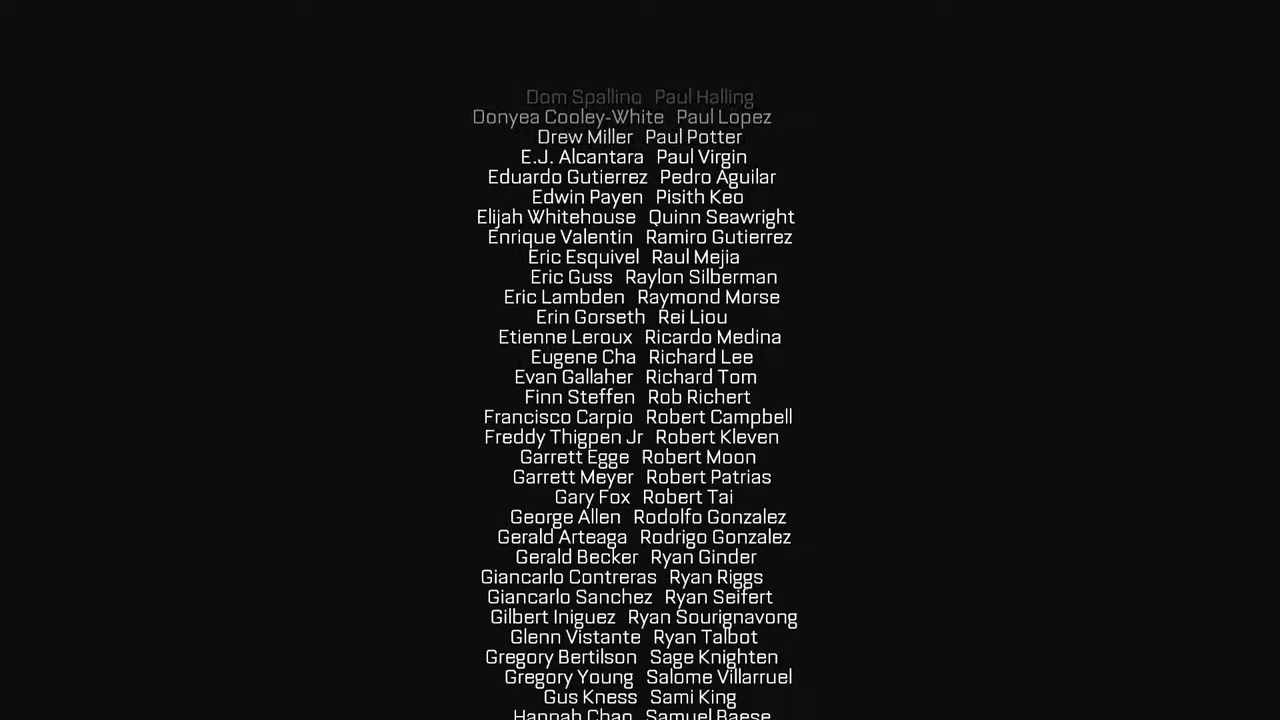 Dom Spallino Paul Halling
Donyea Cooley-White Paul Lopez
Drew Miller Paul Potter
E.J. Alcantara Paul Virgin
Eduardo Gutierrez Pedro Aguilar
Edwin Payen Pisith Keo
Elijah Whitehouse Quinn Seawright
Enrique Valentin Ramiro Gutierrez
Eric Esquivel Raul Mejia
Eric Guss Raylon Silberman
Eric Lambden Raymond Morse
Erin Gorseth Rei Liou
Etienne Leroux Ricardo Medina
Eugene Cha Richard Lee
Evan Gallaher Richard Tom
Finn Steffen Rob Richert
Francisco Carpio Robert Campbell
Freddy Thigpen Jr Robert Kleven
Garrett Egge Robert Moon
Garrett Meyer Robert Patrias
Gary Fox Robert Tai
George Allen Rodolfo Gonzalez
Gerald Arteaga Rodrigo Gonzalez
Gerald Becker Ryan Ginder
Giancarlo Contreras Ryan Riggs
Giancarlo Sanchez Ryan Seifert
Gilbert Iniguez Ryan Sourignavong
Glenn Vistante Ryan Talbot
Gregory Bertilson Sage Knighten
Gregory Young Salome Villarruel
Gus Kness Sami King
Hannah Chao Samuel Baese